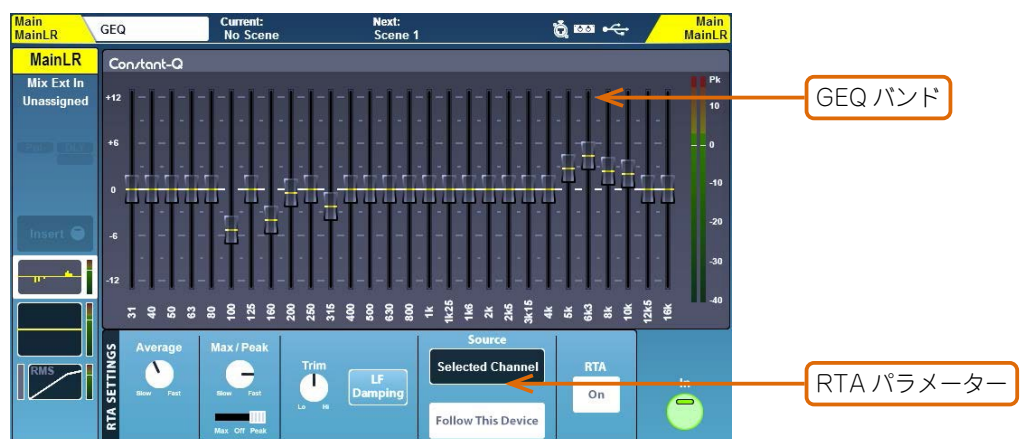 Main
MainLR
GEQ
Current:
No Scene
Next:
Scene 1
Main
MainLR
MainLR
Mix Ext In
Unassigned
Insert
Constant-Q
+12
+6
0
-6
-12
Pk
10
0
-10
-20
-30
-40
31 40 50 63 80 100 125 160 200 250 315 400 500 630 800 1k 1k25 1k6 2k 2k5 3k15 4k 5k 6k3 8k 10k 12k5 16k
GEQ バンド
RMS
RTA SETTINGS
Average
Slow Fast
Max/Peak
Slow Fast
Max Off Peak
Trim
Lo Hi
LF
Damping
Source
Selected Channel
Follow This Device
RTA
On
In
RTA パラメーター